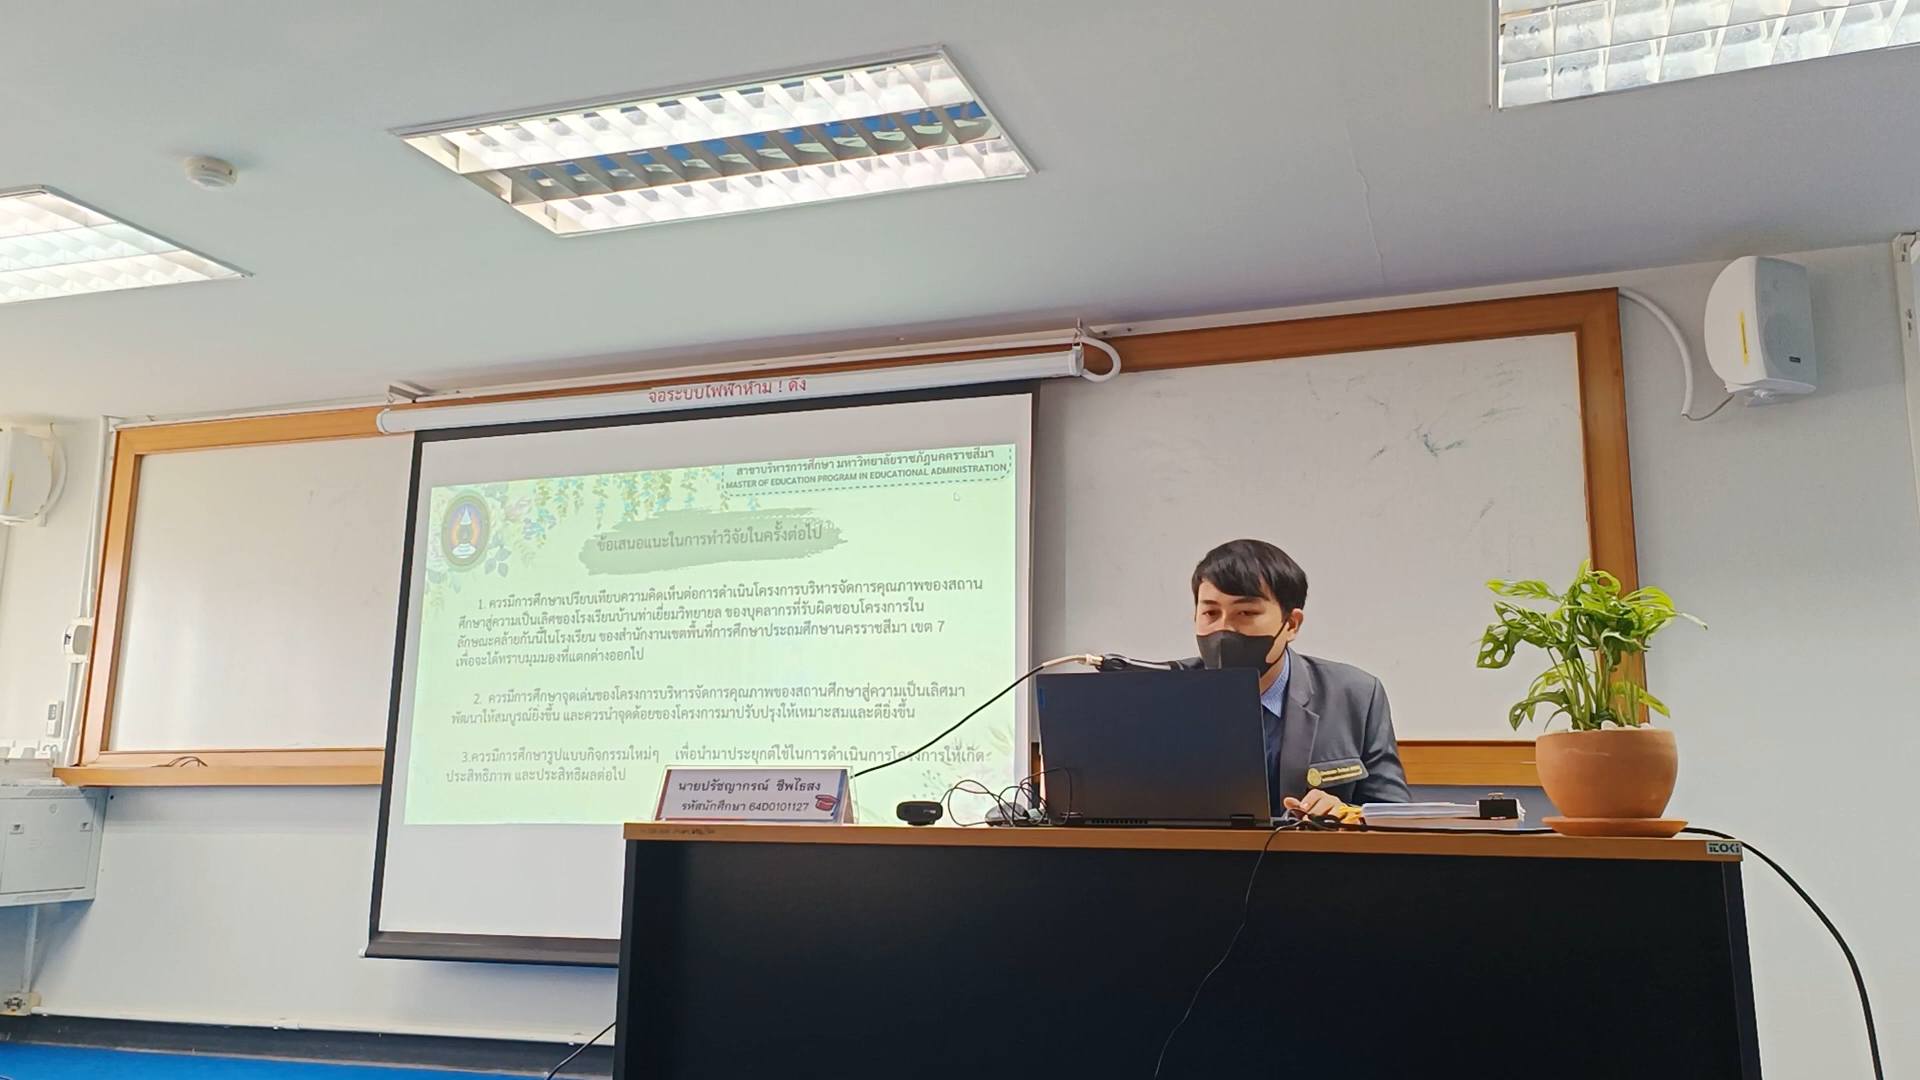 จอระบบไฟฟ้าห้าม ! ดึง
สาขาบริหารการศึกษา มหาวิทยาลัยราชภัฏนครราชสีมา
MASTER OF EDUCATION PROGRAM IN EDUCATIONAL ADMINISTRATION
ข้อเสนอแนะในการทำวิจัยในครั้งต่อไป
1. ควรมีการศึกษาเปรียบเทียบความคิดเห็นต่อการดำเนินโครงการบริหารจัดการคุณภาพของสถาน
ศึกษาสู่ความเป็นเลิศของโรงเรียนบ้านท่าเยี่ยมวิทยายล ของบุคลากรที่รับผิดชอบโครงการใน
ลักษณะคล้ายกันนี้ในโรงเรียน ของสำนักงานเขตพื้นที่การศึกษาประถมศึกษานครราชสีมา เขต 7
เพื่อจะได้ทราบมุมมองที่แตกต่างออกไป
2. ควรมีการศึกษาจุดเด่นของโครงการบริหารจัดการคุณภาพของสถานศึกษาสู่ความเป็นเลิศมา
พัฒนาให้สมบูรณ์ยิ่งขึ้น และควรนำจุดด้อยของโครงการมาปรับปรุงให้เหมาะสมและดียิ่งขึ้น
3.ควรมีการศึกษารูปแบบกิจกรรมใหม่ๆ เพื่อนำมาประยุกต์ใช้ในการดำเนินการโครงการให้เกิด
ประสิทธิภาพ และประสิทธิผลต่อไป
นายปรัชญากรณ์ ชีพไธสง
รหัสนักศึกษา 64D0101127
ITOKI